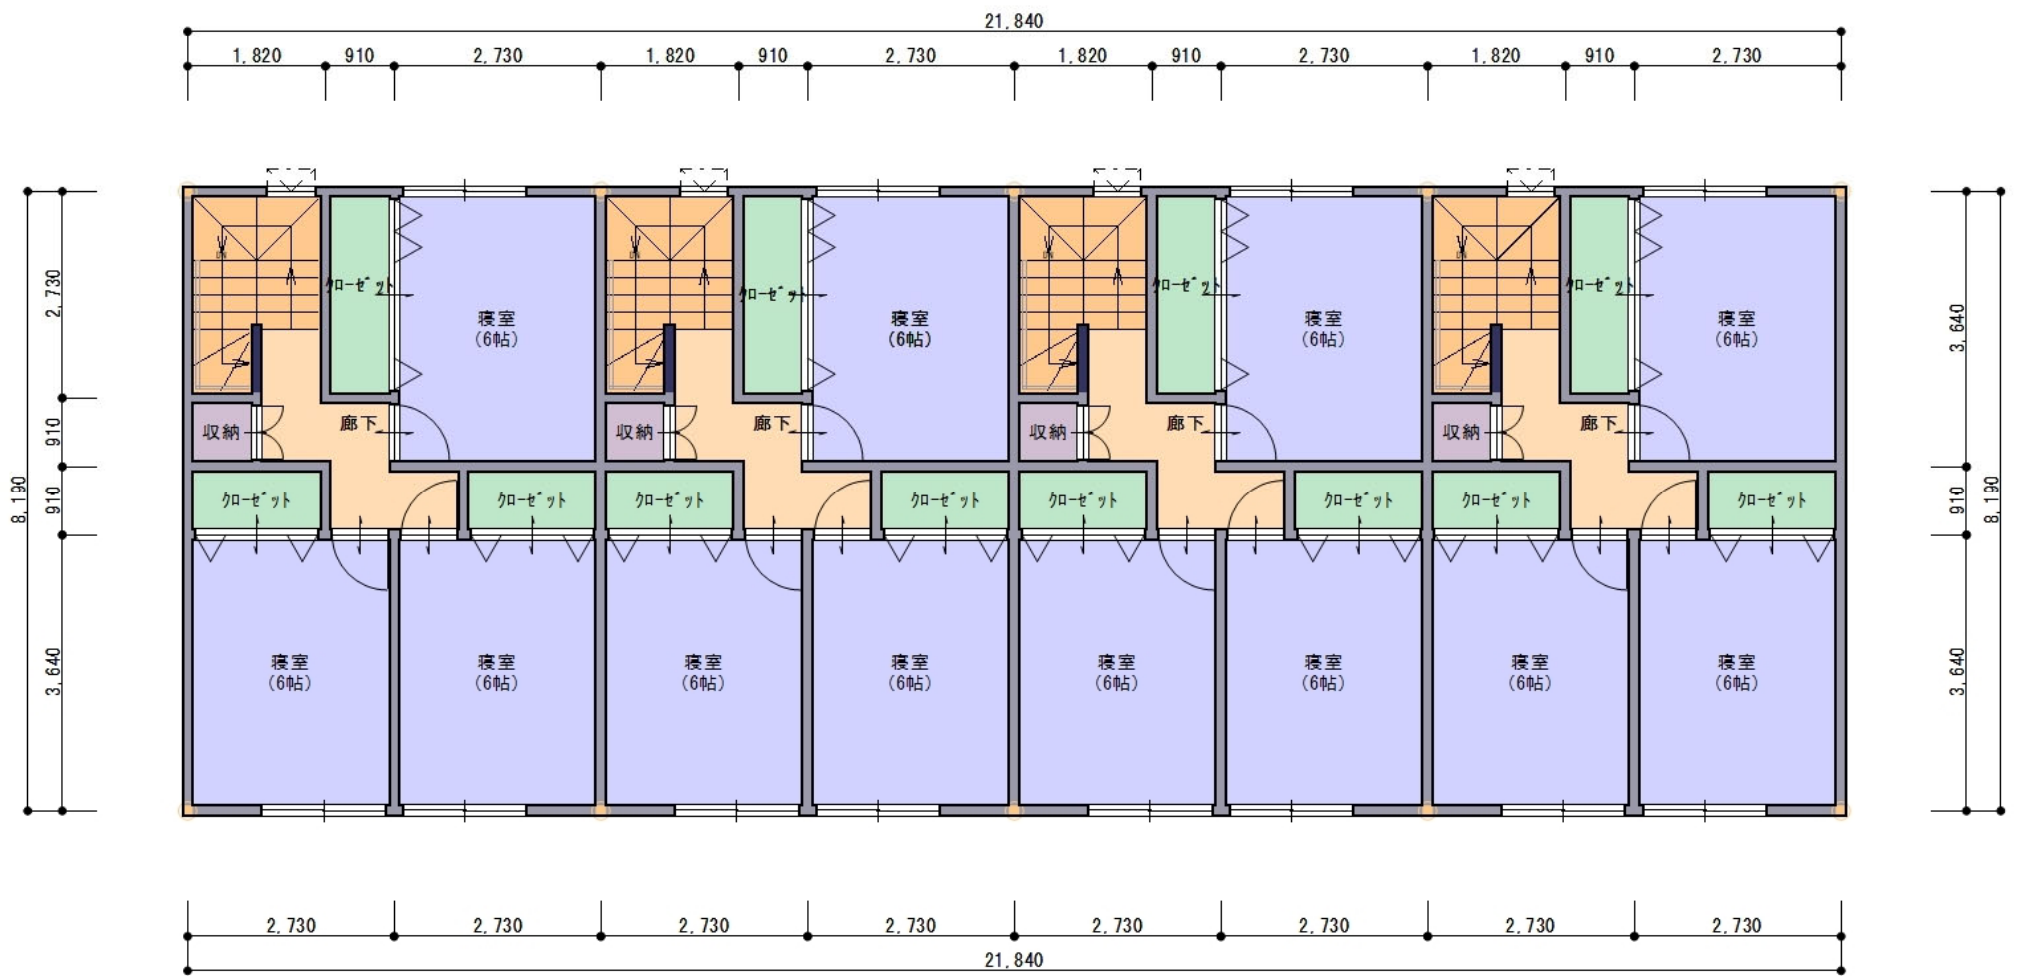 21,840
1,820 910 2,730 1,820 910 2,730 1,820 910 2,730 1,820 910 2,730
DN DN DN DN
2,730
クローゼット クローゼット クローゼット クローゼット
寝室 寝室 寝室 寝室
(6帖) (6帖) (6帖) (6帖)
3,640
収納 廊下 収納 廊下 収納 廊下 収納 廊下
910
8,190
910
クローゼット クローゼット クローゼット クローゼット クローゼット クローゼット クローゼット クローゼット
910
8,190
寝室 寝室 寝室 寝室 寝室 寝室 寝室 寝室
(6帖) (6帖) (6帖) (6帖) (6帖) (6帖) (6帖) (6帖)
3,640
3,640
2,730 2,730 2,730 2,730 2,730 2,730 2,730 2,730
21,840